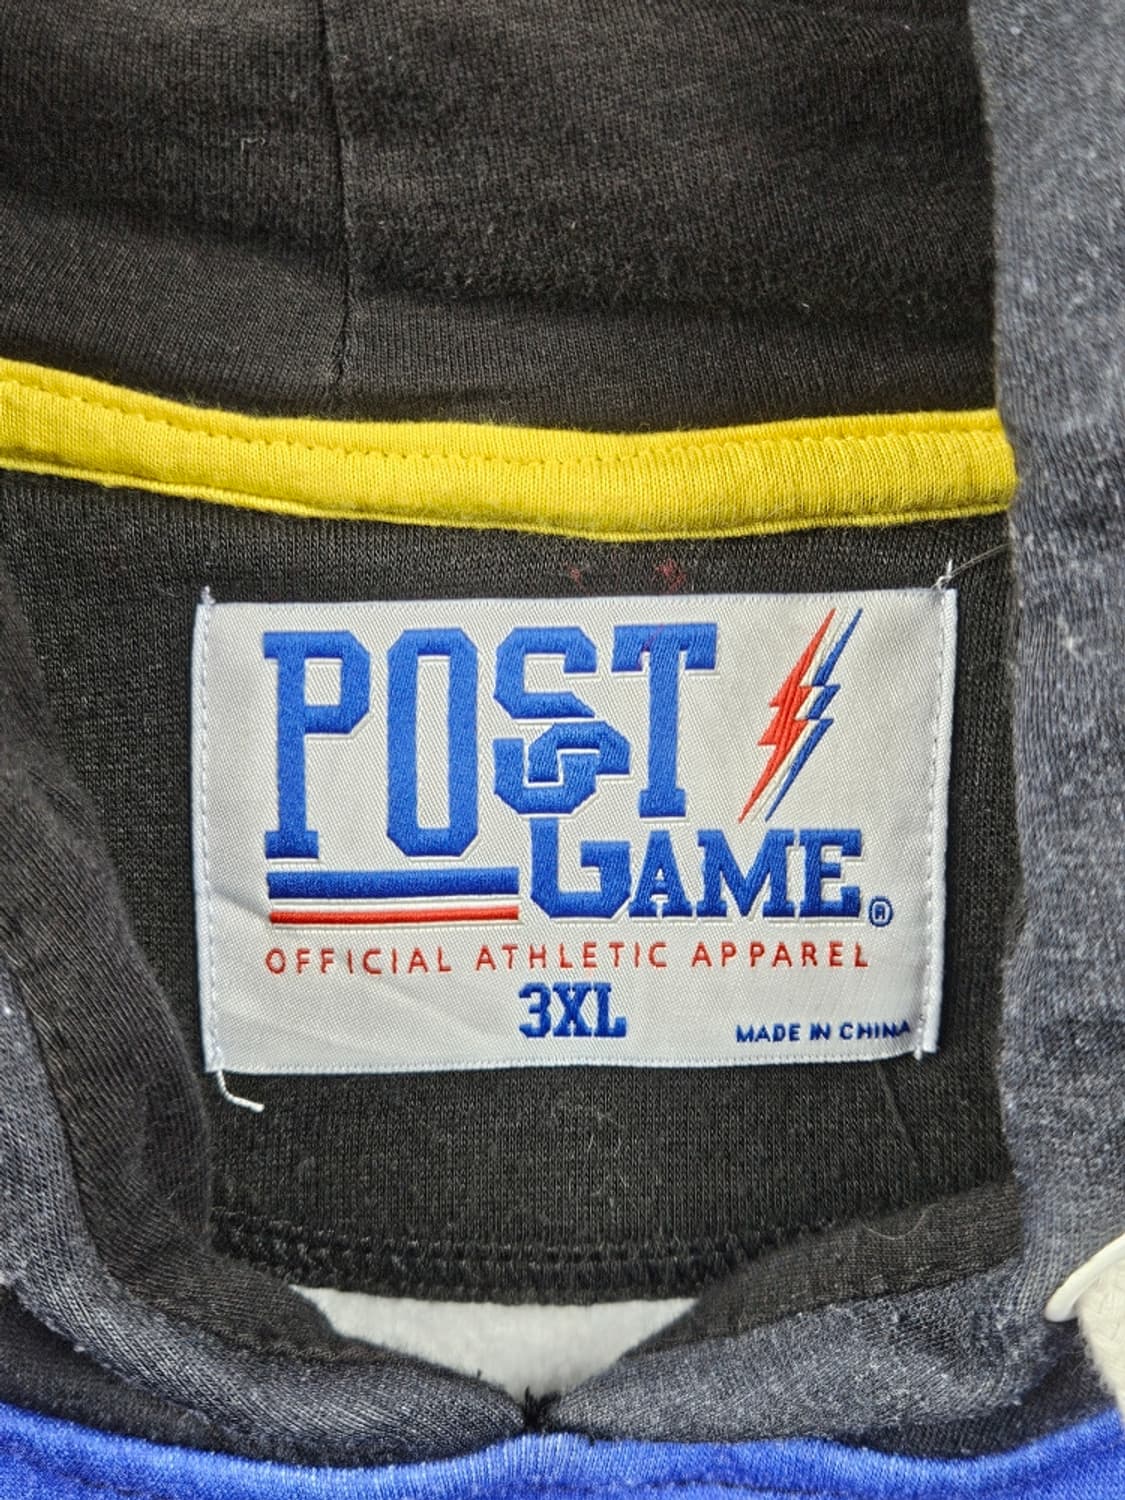 POST
GAME®
OFFICIAL ATHLETIC APPAREL
3XL
MADE IN CHINA